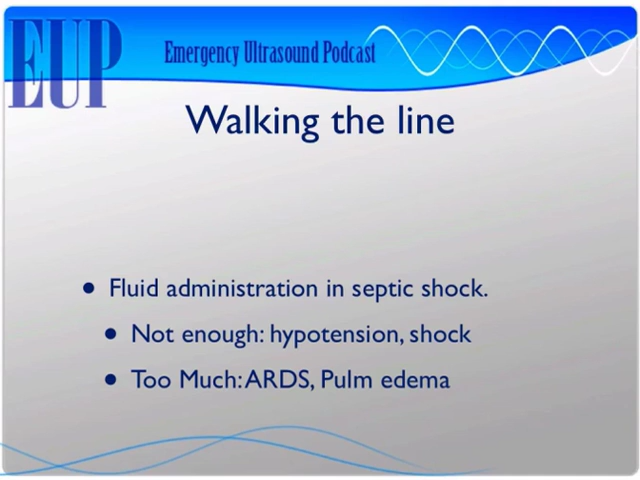 EUP
Emergency Ultrasound Podcast
Walking the line
• Fluid administration in septic shock.
• Not enough: hypotension, shock
• Too Much: ARDS, Pulm edema